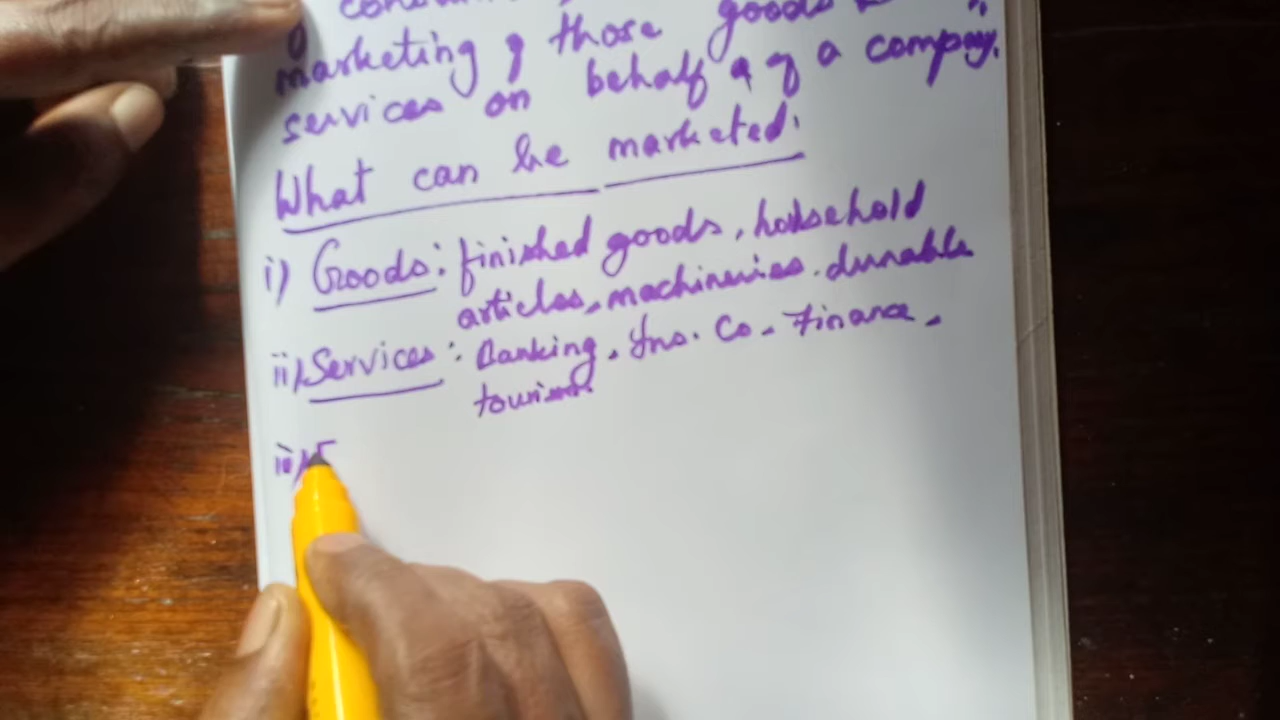 marketing, those goods
services on behalf of a company.
What can be marketed.
i) Goods: finished goods, household
articles, machineries. durable
ii) Services: Banking, Ins. Co. Finance,
tourism.
iii)